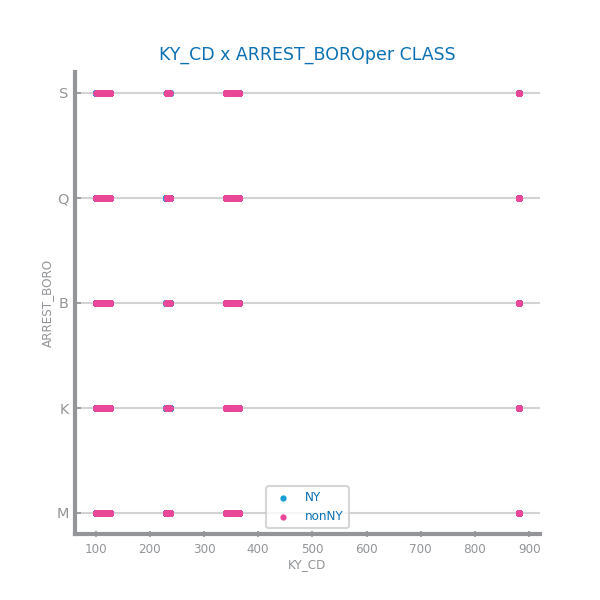 KY_CD x ARREST_BOROper CLASS
S
Q
B
K
M
ARREST_BORO
NY
nonNY
100 200 300 400 500 600 700 800 900
KY_CD